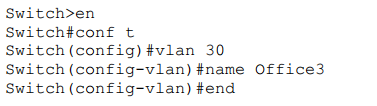 Switch>en
Switch#conf t
Switch(config)#vlan 30
Switch(config-vlan)#name Office3
Switch(config-vlan)#end